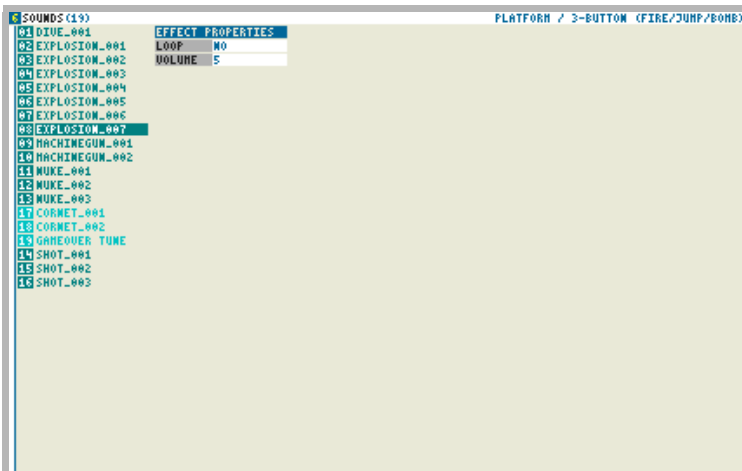 6 SOUNDS(19) PLATFORM / 3-BUTTON (FIRE/JUMP/BOMB)
01 DIVE_001 EFFECT PROPERTIES
02 EXPLOSION_001 LOOP NO
03 EXPLOSION_002 VOLUME 5
04 EXPLOSION_003
05 EXPLOSION_004
06 EXPLOSION_005
07 EXPLOSION_006
08 EXPLOSION_007
09 MACHINEGUN_001
10 MACHINEGUN_002
11 NUKE_001
12 NUKE_002
13 NUKE_003
17 CORNET_001
18 CORNET_002
19 GAMEOVER TUNE
14 SHOT_001
15 SHOT_002
16 SHOT_003